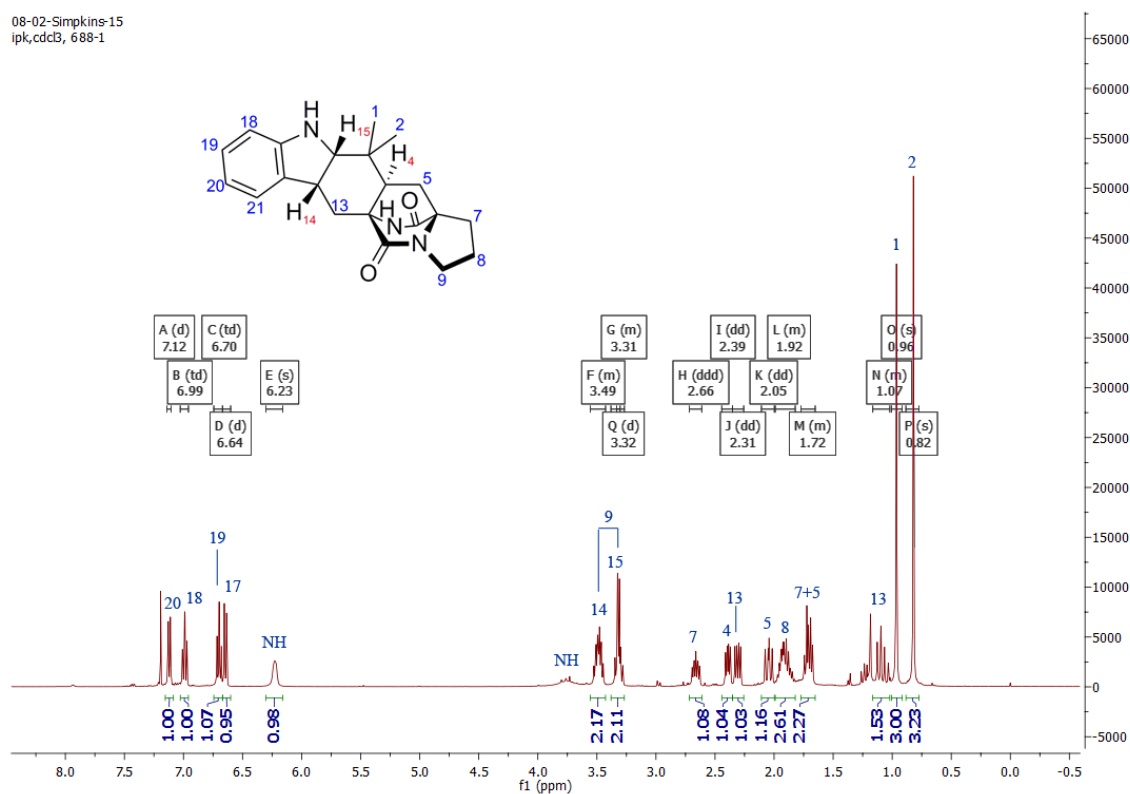 08-02-Simpkins-15
ipk,cdcl3, 688-1
H
N
H
15
1
2
H
4
18
19
20
21
H
14
13
5
7
8
9
H
N
O
N
O
A (d)
7.12
B (td)
6.99
C (td)
6.70
D (d)
6.64
E (s)
6.23
F (m)
3.49
G (m)
3.31
Q (d)
3.32
H (ddd)
2.66
I (dd)
2.39
J (dd)
2.31
K (dd)
2.05
L (m)
1.92
M (m)
1.72
N (m)
1.07
O (s)
0.96
P (s)
0.82
20
18
19
17
NH
NH
14
9
15
7
4
13
5
8
7+5
13
1
2
1.00
1.00
1.07
0.95
0.98
2.17
2.11
1.08
1.04
1.03
1.16
2.61
2.27
1.53
3.00
3.23
8.0 7.5 7.0 6.5 6.0 5.5 5.0 4.5 4.0 3.5 3.0 2.5 2.0 1.5 1.0 0.5 0.0 -0.5
f1 (ppm)
65000
60000
55000
50000
45000
40000
35000
30000
25000
20000
15000
10000
5000
0
-5000